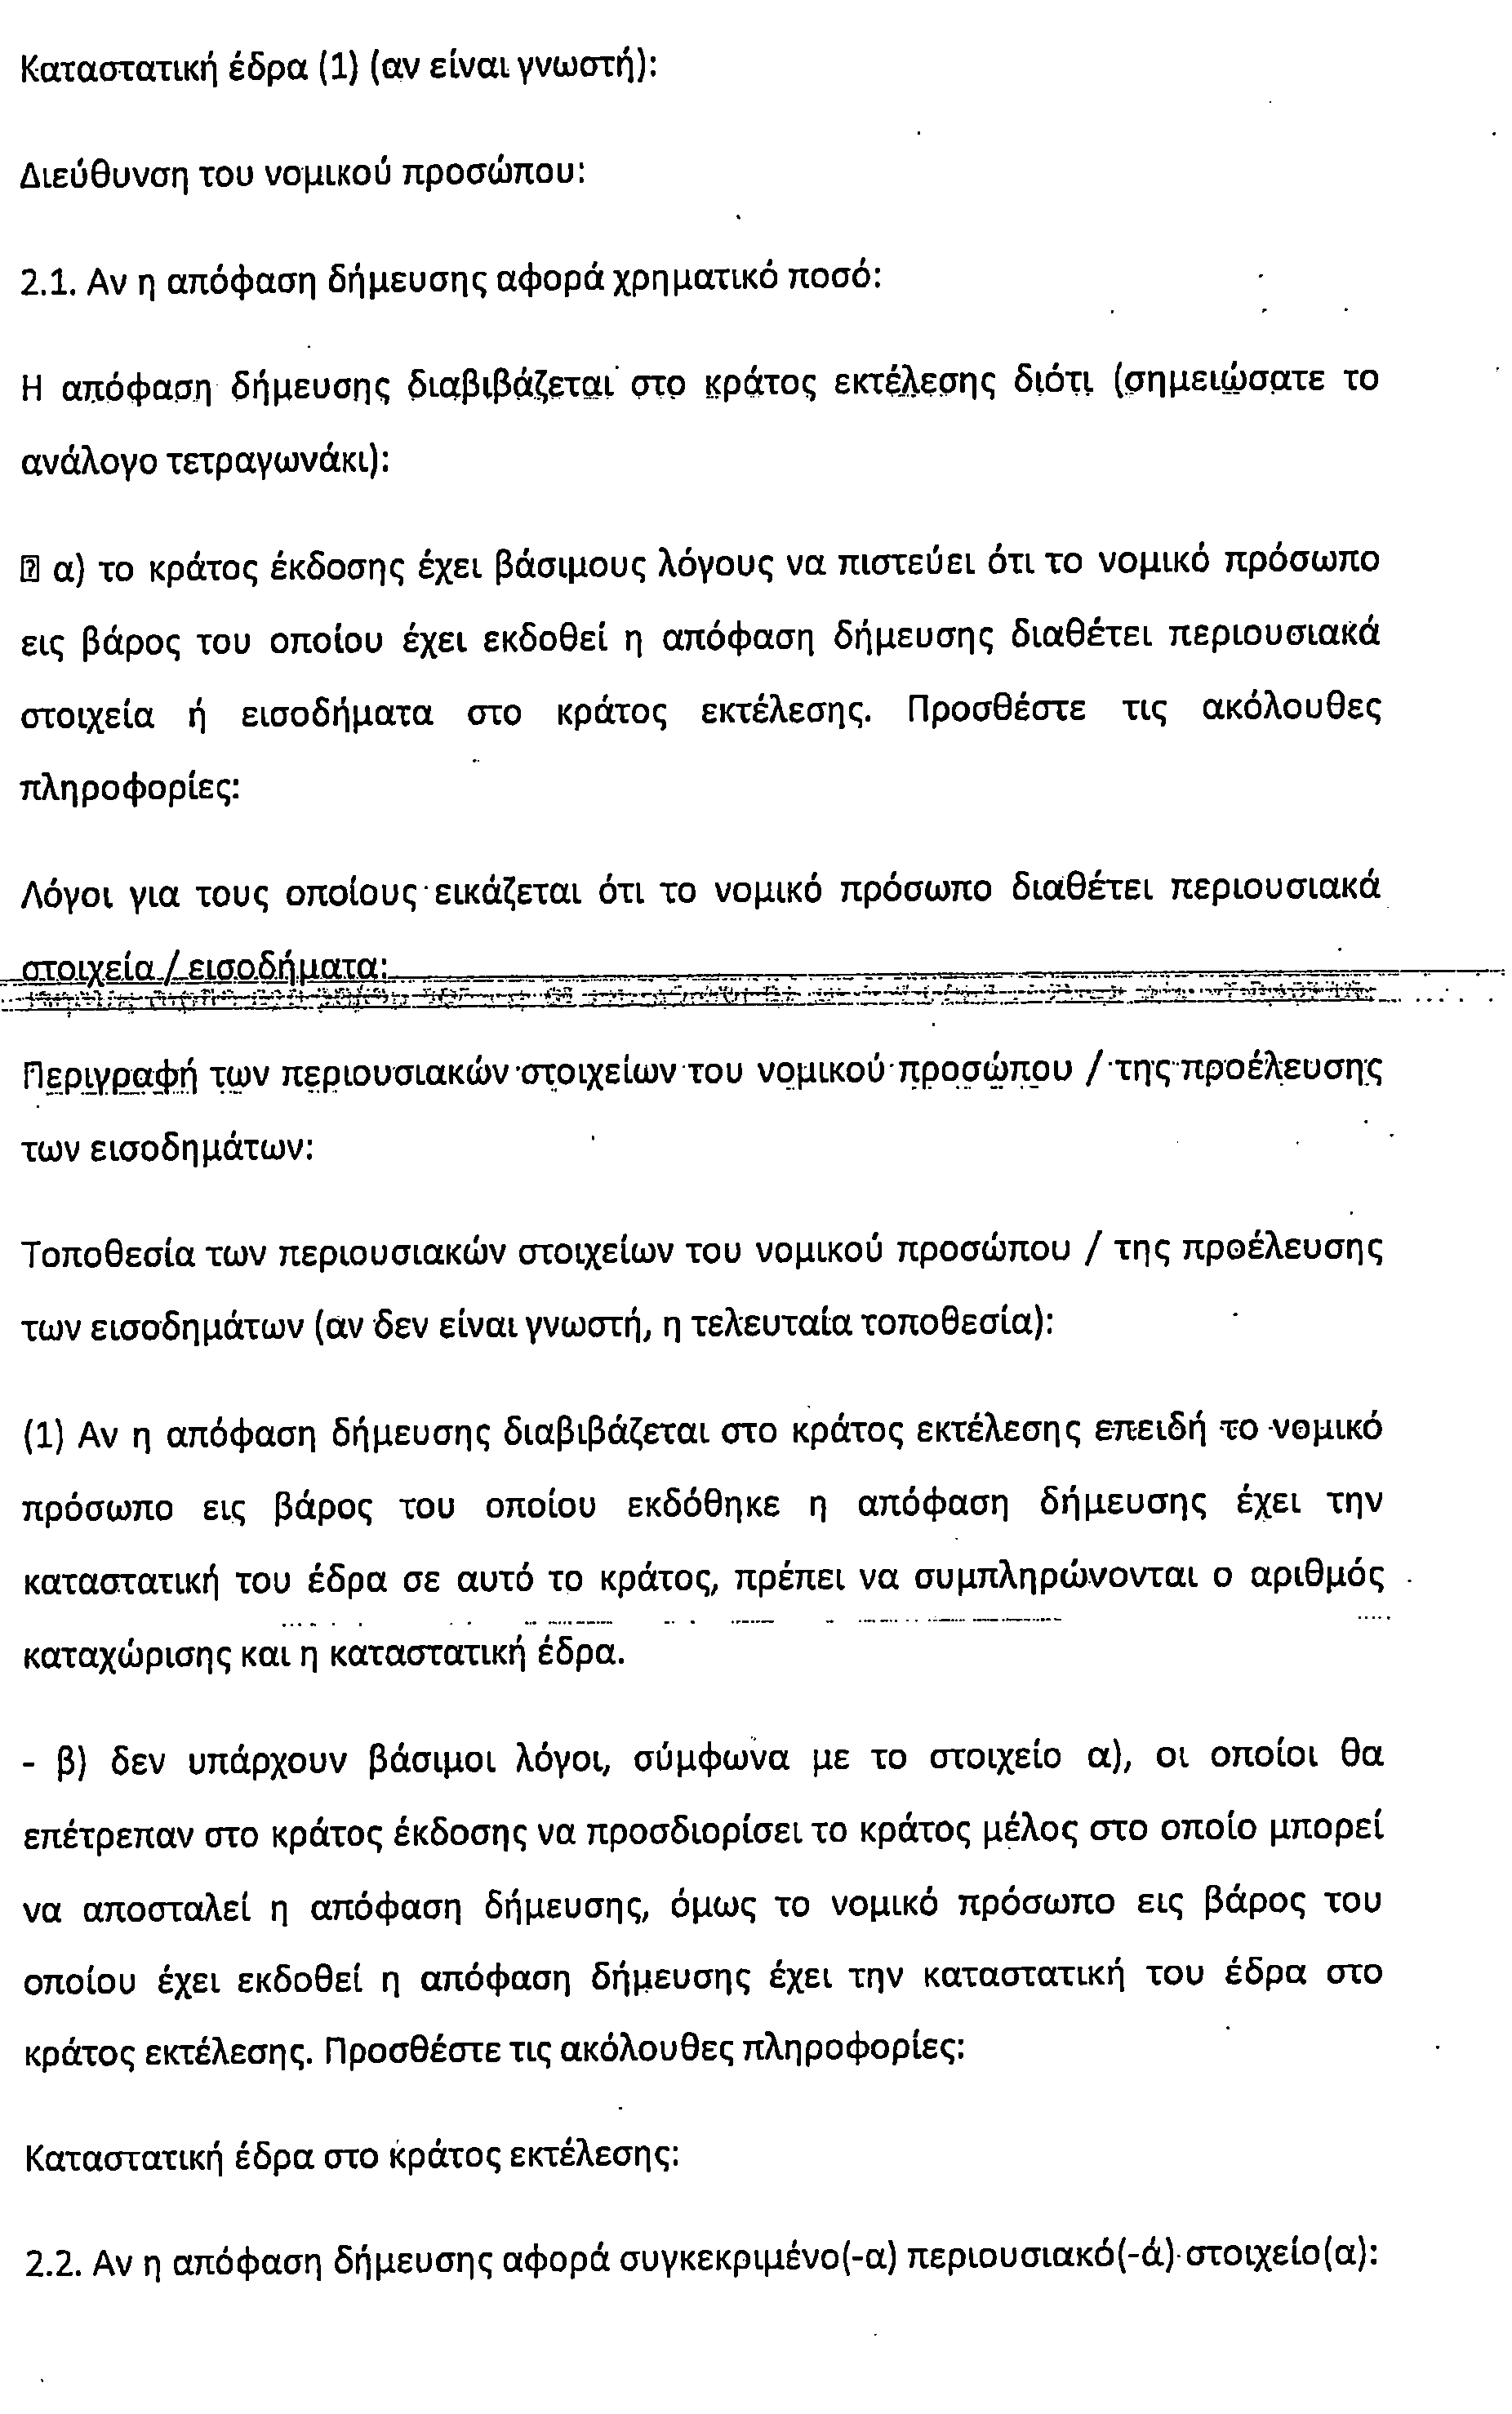 Καταστατική έδρα (1) (αν είναι γνωστή):
Διεύθυνση του νομικού προσώπου:
2.1. Αν η απόφαση δήμευσης αφορά χρηματικό ποσό:
Η απόφαση δήμευσης διαβιβάζεται στο κράτος εκτέλεσης διότι (σημειώσατε το
ανάλογο τετραγωνάκι):
⍰ α) το κράτος έκδοσης έχει βάσιμους λόγους να πιστεύει ότι το νομικό πρόσωπο
εις βάρος του οποίου έχει εκδοθεί η απόφαση δήμευσης διαθέτει περιουσιακά
στοιχεία ή εισοδήματα στο κράτος εκτέλεσης. Προσθέστε τις ακόλουθες
πληροφορίες:
Λόγοι για τους οποίους εικάζεται ότι το νομικό πρόσωπο διαθέτει περιουσιακά
στοιχεία / εισοδήματα:
Περιγραφή των περιουσιακών στοιχείων του νομικού προσώπου / της προέλευσης
των εισοδημάτων:
Τοποθεσία των περιουσιακών στοιχείων του νομικού προσώπου / της προέλευσης
των εισοδημάτων (αν δεν είναι γνωστή, η τελευταία τοποθεσία):
(1) Αν η απόφαση δήμευσης διαβιβάζεται στο κράτος εκτέλεσης επειδή το νομικό
πρόσωπο εις βάρος του οποίου εκδόθηκε η απόφαση δήμευσης έχει την
καταστατική του έδρα σε αυτό το κράτος, πρέπει να συμπληρώνονται ο αριθμός
καταχώρισης και η καταστατική έδρα.
- β) δεν υπάρχουν βάσιμοι λόγοι, σύμφωνα με το στοιχείο α), οι οποίοι θα
επέτρεπαν στο κράτος έκδοσης να προσδιορίσει το κράτος μέλος στο οποίο μπορεί
να αποσταλεί η απόφαση δήμευσης, όμως το νομικό πρόσωπο εις βάρος του
οποίου έχει εκδοθεί η απόφαση δήμευσης έχει την καταστατική του έδρα στο
κράτος εκτέλεσης. Προσθέστε τις ακόλουθες πληροφορίες:
Καταστατική έδρα στο κράτος εκτέλεσης:
2.2. Αν η απόφαση δήμευσης αφορά συγκεκριμένο(-α) περιουσιακό(-ά) στοιχείο(α):